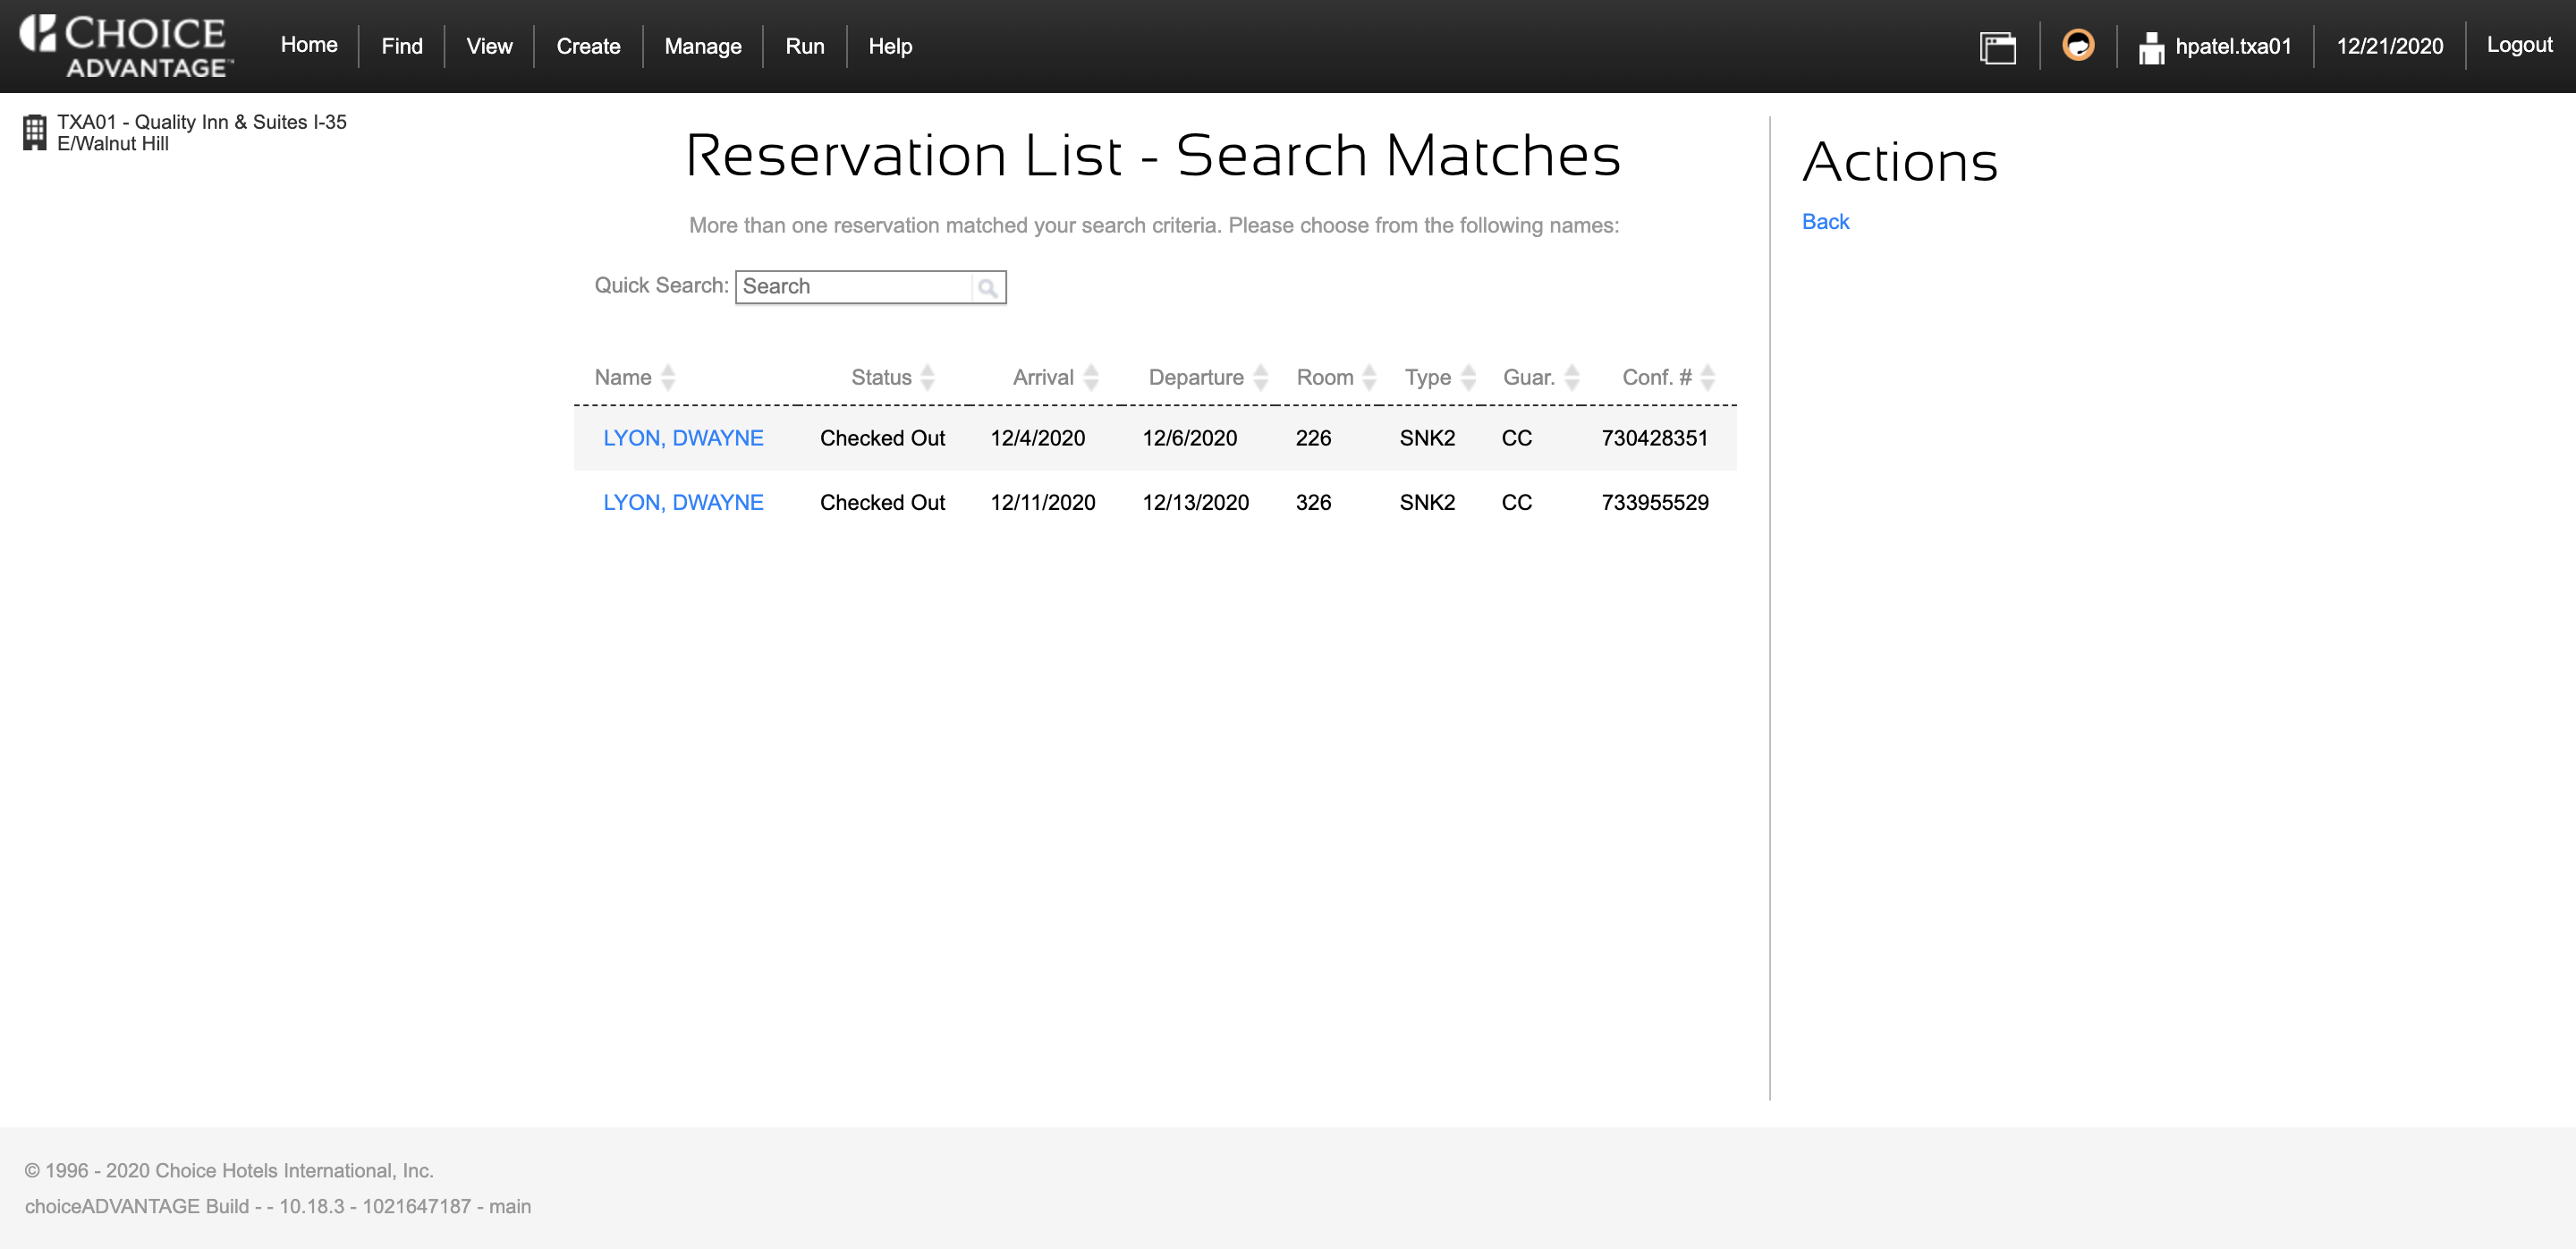 CHOICE
ADVANTAGE™
Home
Find
View
Create
Manage
Run
Help
hpatel.txa01
12/21/2020
Logout
TXA01 - Quality Inn & Suites I-35
E/Walnut Hill
Reservation List - Search Matches
More than one reservation matched your search criteria. Please choose from the following names:
Quick Search: Search
Name Status Arrival Departure Room Type Guar. Conf. #
LYON, DWAYNE Checked Out 12/4/2020 12/6/2020 226 SNK2 CC 730428351
LYON, DWAYNE Checked Out 12/11/2020 12/13/2020 326 SNK2 CC 733955529
Actions
Back
© 1996 - 2020 Choice Hotels International, Inc.
choiceADVANTAGE Build - - 10.18.3 - 1021647187 - main